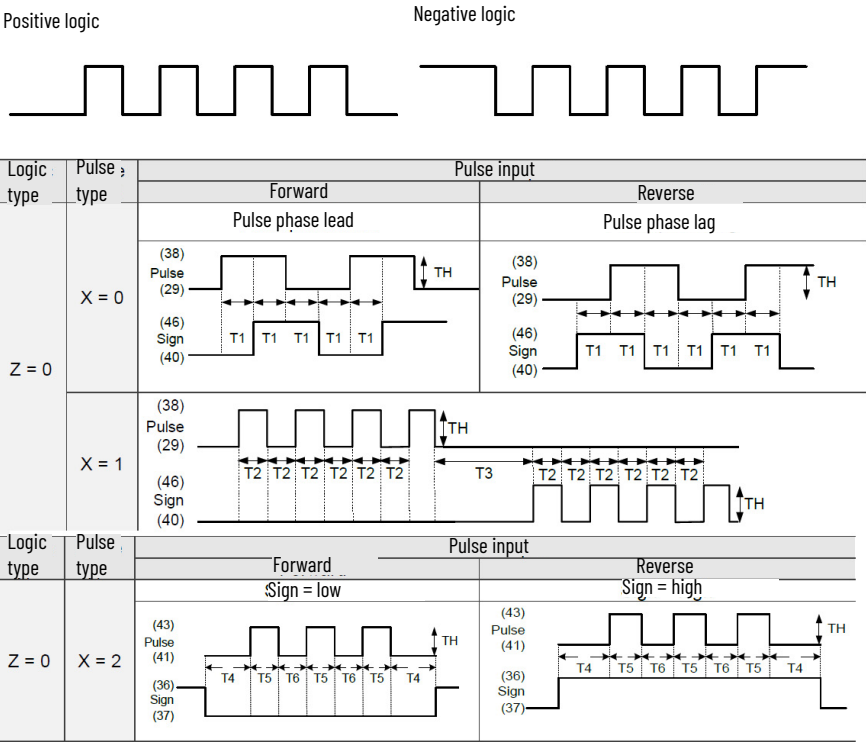 Positive logic
Negative logic
Logic type
Pulse type
Pulse input
Forward
Reverse
Z = 0
X = 0
Pulse phase lead
(38)
Pulse
(29)
TH
(46)
Sign
(40)
T1 T1 T1 T1 T1
Pulse phase lag
(38)
Pulse
(29)
TH
(46)
Sign
(40)
T1 T1 T1 T1 T1 T1
X = 1
(38)
Pulse
(29)
TH
T2 T2 T2 T2 T2 T2 T3 T2 T2 T2 T2 T2 T2
(46)
Sign
(40)
TH
Logic type
Pulse type
Pulse input
Forward
Reverse
Z = 0
X = 2
Sign = low
(43)
Pulse
(41)
TH
T4 T5 T6 T5 T6 T5 T4
(36)
Sign
(37)
Sign = high
(43)
Pulse
(41)
TH
T4 T5 T6 T5 T6 T5 T4
(36)
Sign
(37)